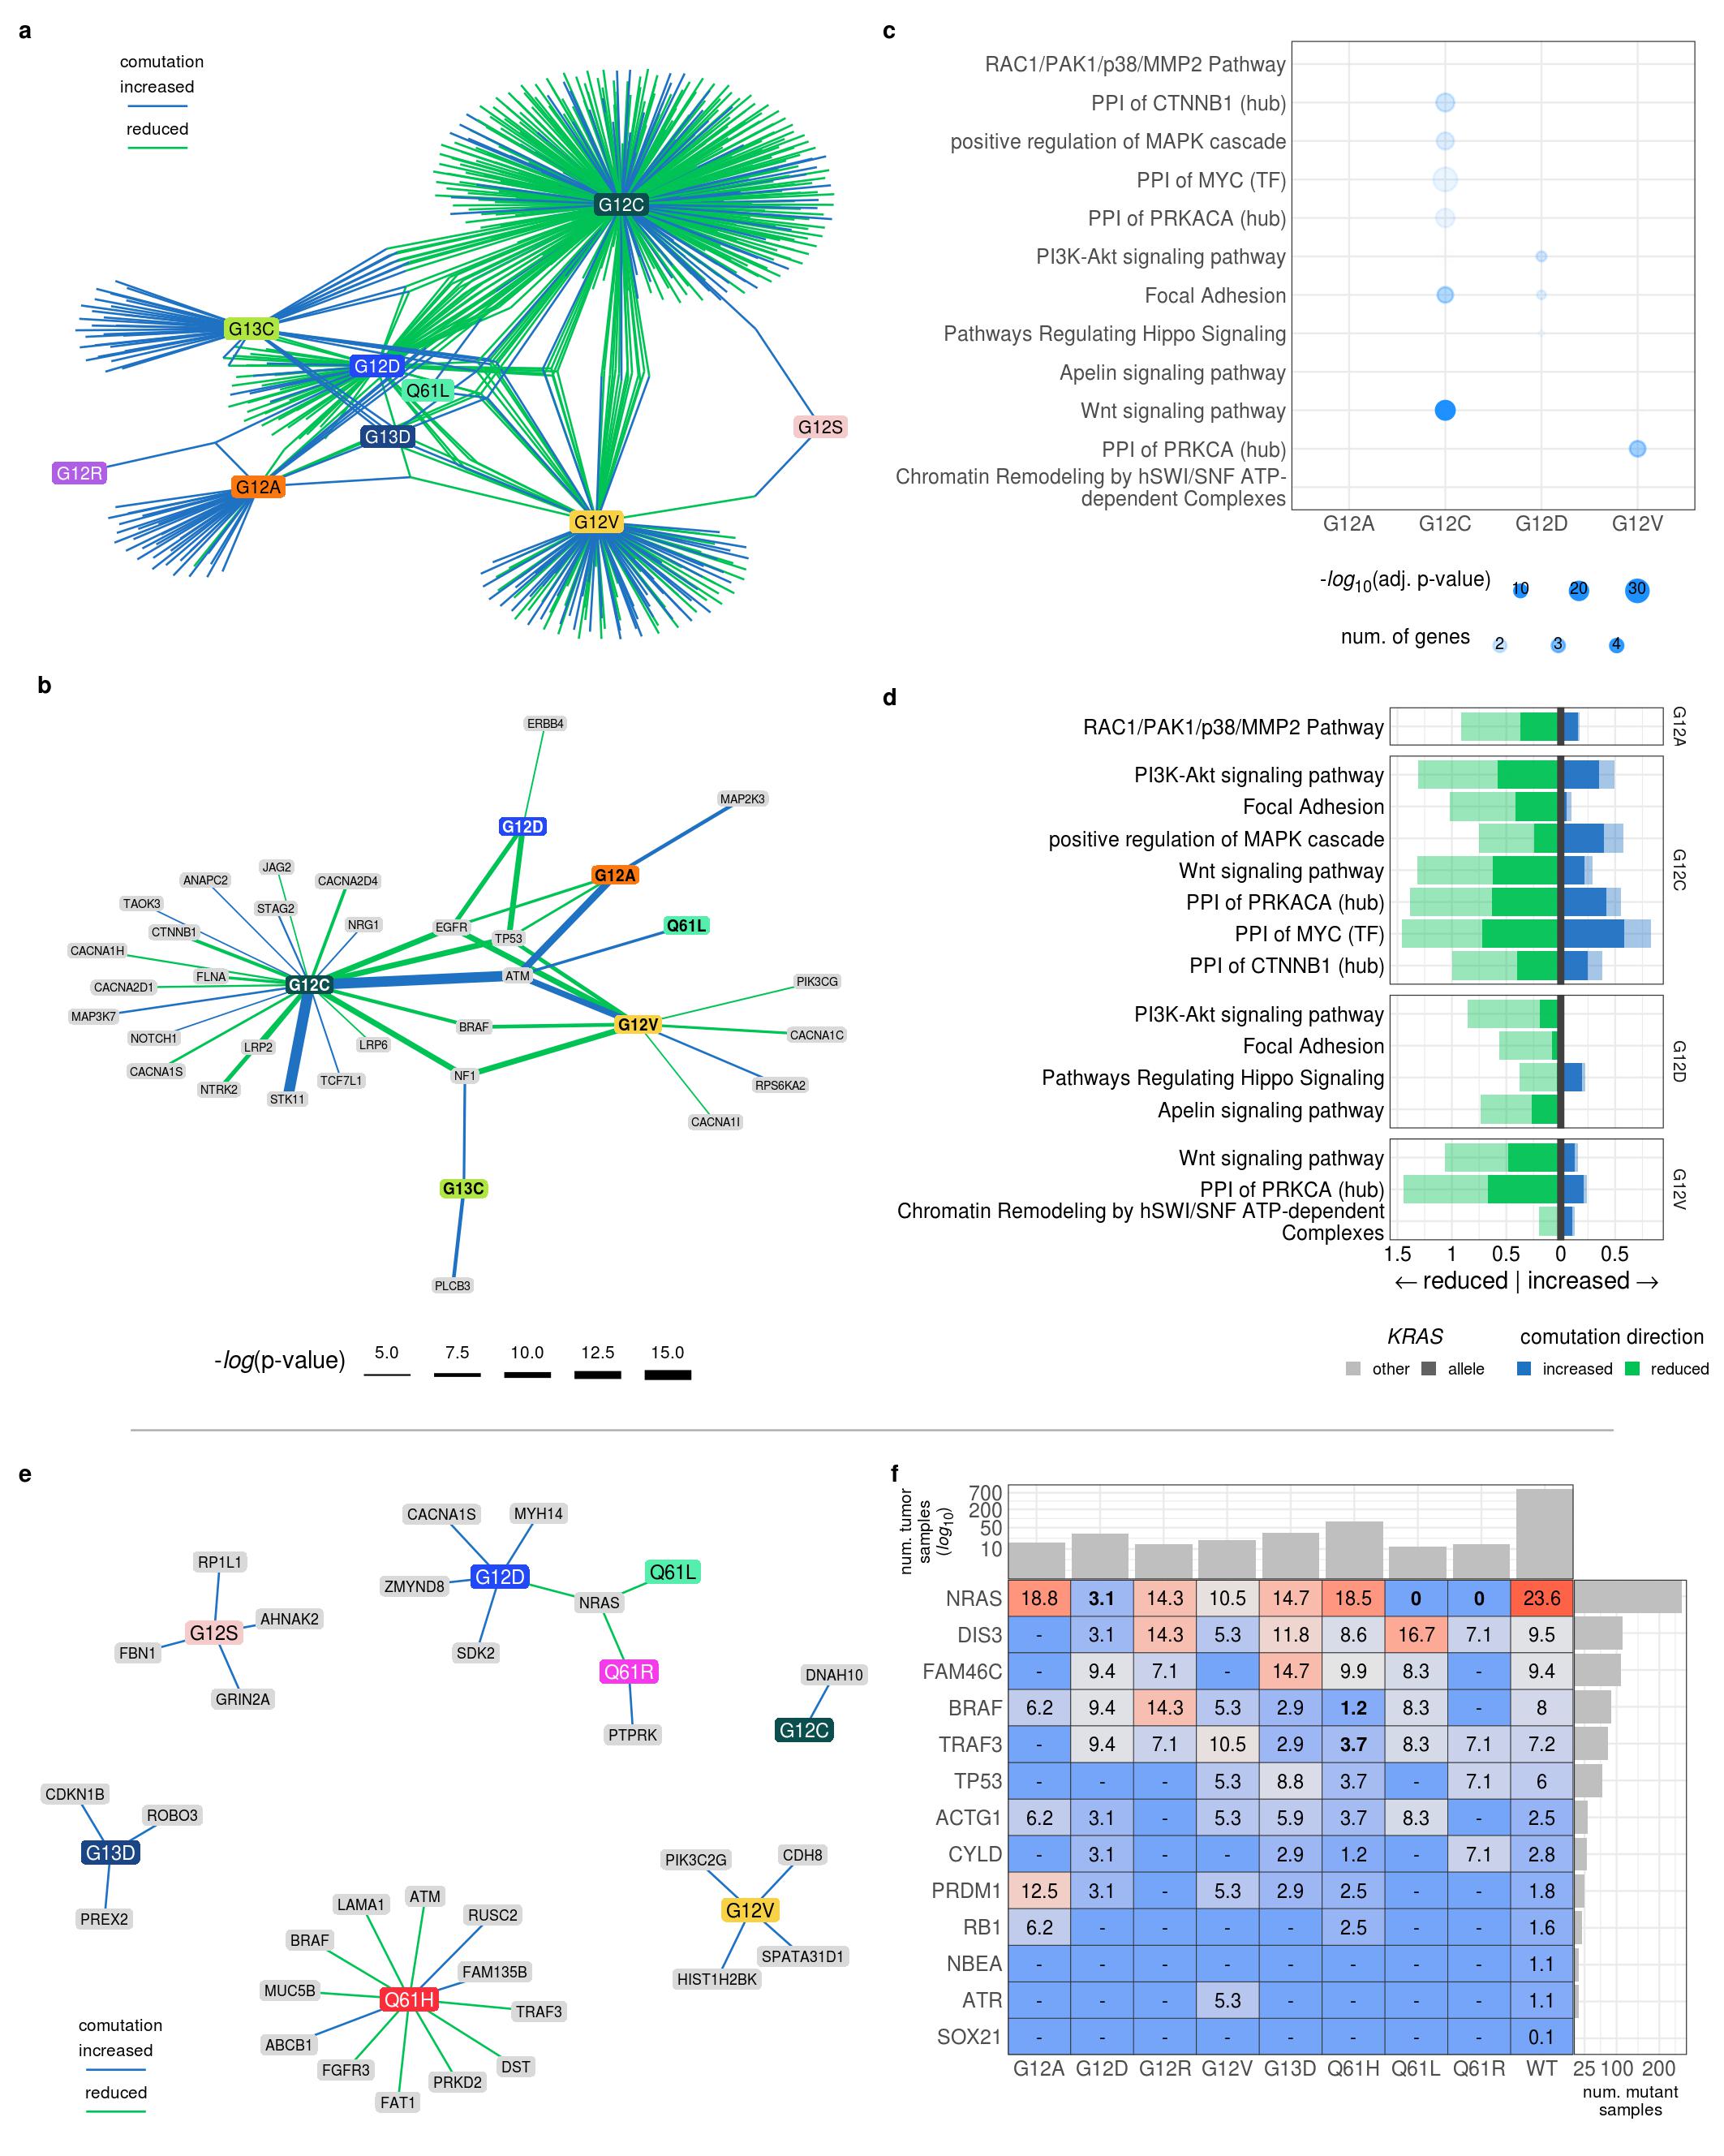 a
comutation
increased
reduced
G12C
G13C
G12D
Q61L
G13D
G12S
G12R
G12A
G12V
b
ERBB4
MAP2K3
G12D
G12A
JAG2
ANAPC2
CACNA2D4
TAOK3
STAG2
NRG1
CTNNB1
EGFR
TP53
Q61L
CACNA1H
FLNA
ATM
CACNA2D1
G12C
PIK3CG
MAP3K7
BRAF
G12V
CACNA1C
NOTCH1
LRP2
LRP6
CACNA1S
NF1
TCF7L1
NTRK2
STK11
RPS6KA2
CACNA1I
G13C
PLCB3
-log(p-value)
5.0 7.5 10.0 12.5 15.0
c
RAC1/PAK1/p38/MMP2 Pathway
PPI of CTNNB1 (hub)
positive regulation of MAPK cascade
PPI of MYC (TF)
PPI of PRKACA (hub)
PI3K-Akt signaling pathway
Focal Adhesion
Pathways Regulating Hippo Signaling
Apelin signaling pathway
Wnt signaling pathway
PPI of PRKCA (hub)
Chromatin Remodeling by hSWI/SNF ATP-
dependent Complexes
G12A G12C G12D G12V
-log10(adj. p-value) 10 20 30
num. of genes 2 3 4
d
RAC1/PAK1/p38/MMP2 Pathway
G12A
PI3K-Akt signaling pathway
Focal Adhesion
positive regulation of MAPK cascade
Wnt signaling pathway
PPI of PRKACA (hub)
PPI of MYC (TF)
PPI of CTNNB1 (hub)
G12C
PI3K-Akt signaling pathway
Focal Adhesion
Pathways Regulating Hippo Signaling
Apelin signaling pathway
G12D
Wnt signaling pathway
PPI of PRKCA (hub)
Chromatin Remodeling by hSWI/SNF ATP-dependent
Complexes
G12V
1.5 1 0.5 0 0.5
← reduced | increased →
KRAS
other allele
comutation direction
increased reduced
e
RP1L1
AHNAK2
G12S
FBN1
GRIN2A
CACNA1S
MYH14
ZMYND8
G12D
Q61L
NRAS
SDK2
Q61R
PTPRK
DNAH10
G12C
CDKN1B
ROBO3
G13D
PREX2
LAMA1
ATM
RUSC2
BRAF
FAM135B
MUC5B
Q61H
TRAF3
ABCB1
FGFR3
DST
PRKD2
FAT1
PIK3C2G
CDH8
G12V
SPATA31D1
HIST1H2BK
comutation
increased
reduced
f
num. tumor
samples
(log10)
700
200
50
10
NRAS 18.8 3.1 14.3 10.5 14.7 18.5 0 0 23.6
DIS3 - 3.1 14.3 5.3 11.8 8.6 16.7 7.1 9.5
FAM46C - 9.4 7.1 - 14.7 9.9 8.3 - 9.4
BRAF 6.2 9.4 14.3 5.3 2.9 1.2 8.3 - 8
TRAF3 - 9.4 7.1 10.5 2.9 3.7 8.3 7.1 7.2
TP53 - - - 5.3 8.8 3.7 - 7.1 6
ACTG1 6.2 3.1 - 5.3 5.9 3.7 8.3 - 2.5
CYLD - 3.1 - - 2.9 1.2 - 7.1 2.8
PRDM1 12.5 3.1 - 5.3 2.9 2.5 - - 1.8
RB1 6.2 - - - - 2.5 - - 1.6
NBEA - - - - - - - - 1.1
ATR - - - 5.3 - - - - 1.1
SOX21 - - - - - - - - 0.1
G12A G12D G12R G12V G13D Q61H Q61L Q61R WT
25 100 200
num. mutant
samples